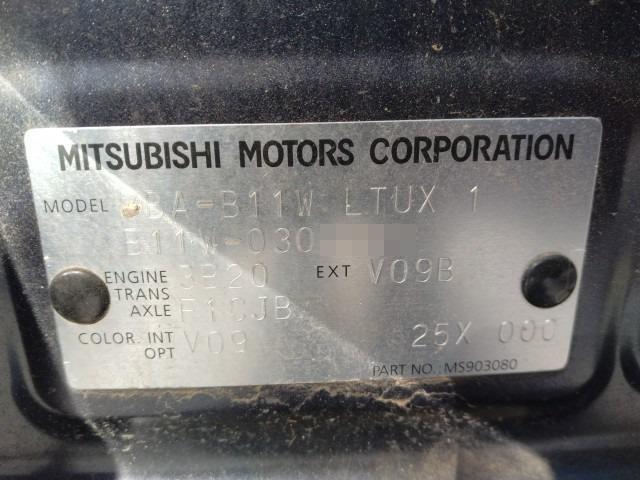 MITSUBISHI MOTORS CORPORATION
MODEL DBA-B11W LTUX 1
B11W-030
ENGINE 3B20 EXT V09B
TRANS
AXLE F1CJB
COLOR INT V09 25X 000
OPT
PART NO.: MS903080